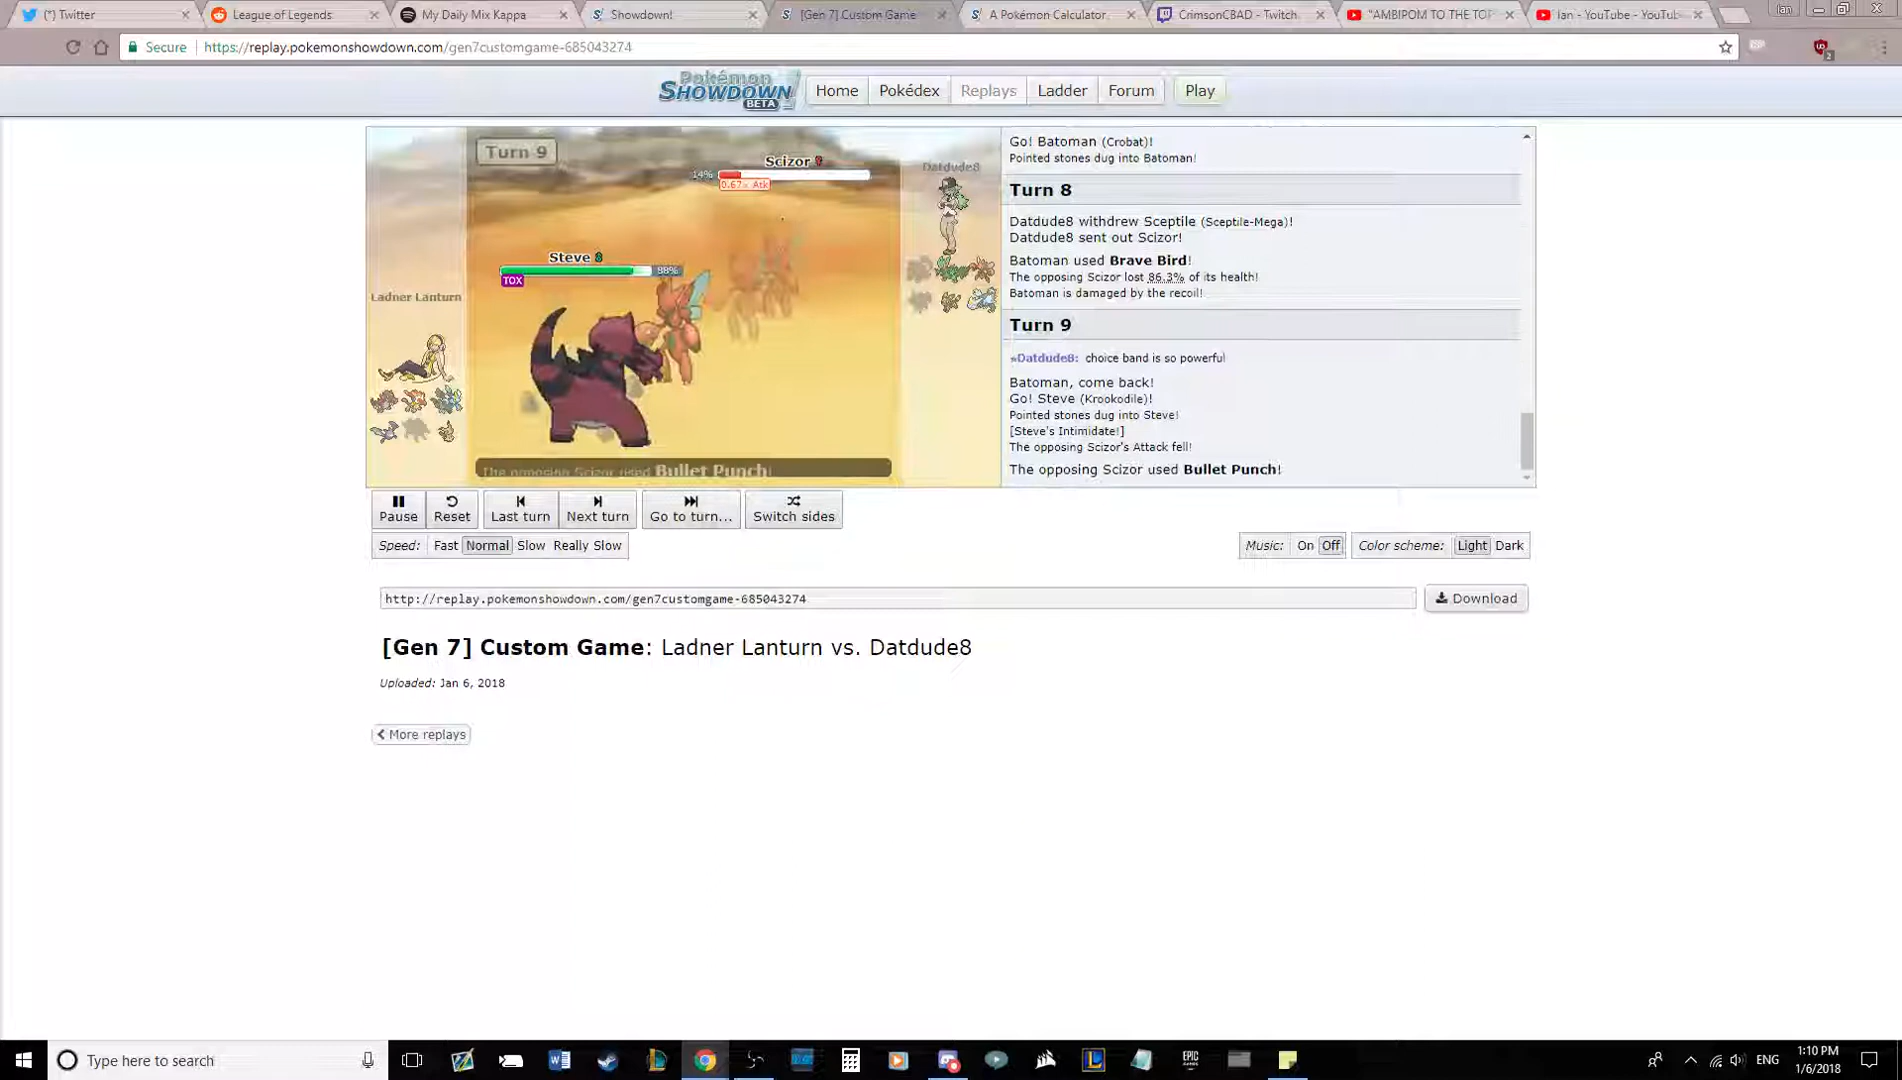 (*) Twitter
League of Legends
My Daily Mix Kappa
Showdown!
[Gen 7] Custom Game
A Pokémon Calculator
CrimsonCBAD - Twitch
"AMBIPOM TO THE TOP
Ian - YouTube - YouTub
Ian
Secure
https://replay.pokemonshowdown.com/gen7customgame-685043274
Pokémon
SHOWDOWN
BETA
Home
Pokédex
Replays
Ladder
Forum
Play
Turn 9
Scizor
14%
0.67x Atk
Datdude8
Steve
88%
TOX
Ladner Lanturn
The opposing Scizor used Bullet Punch!
Go! Batoman (Crobat)!
Pointed stones dug into Batoman!
Turn 8
Datdude8 withdrew Sceptile (Sceptile-Mega)!
Datdude8 sent out Scizor!
Batoman used Brave Bird!
The opposing Scizor lost 86.3% of its health!
Batoman is damaged by the recoil!
Turn 9
☆Datdude8: choice band is so powerful
Batoman, come back!
Go! Steve (Krookodile)!
Pointed stones dug into Steve!
[Steve's Intimidate!]
The opposing Scizor's Attack fell!
The opposing Scizor used Bullet Punch!
Pause
Reset
Last turn
Next turn
Go to turn...
Switch sides
Speed: Fast Normal Slow Really Slow
Music: On Off
Color scheme: Light Dark
http://replay.pokemonshowdown.com/gen7customgame-685043274
Download
[Gen 7] Custom Game: Ladner Lanturn vs. Datdude8
Uploaded: Jan 6, 2018
More replays
Type here to search
EPIC
GAMES
ENG
1:10 PM
1/6/2018